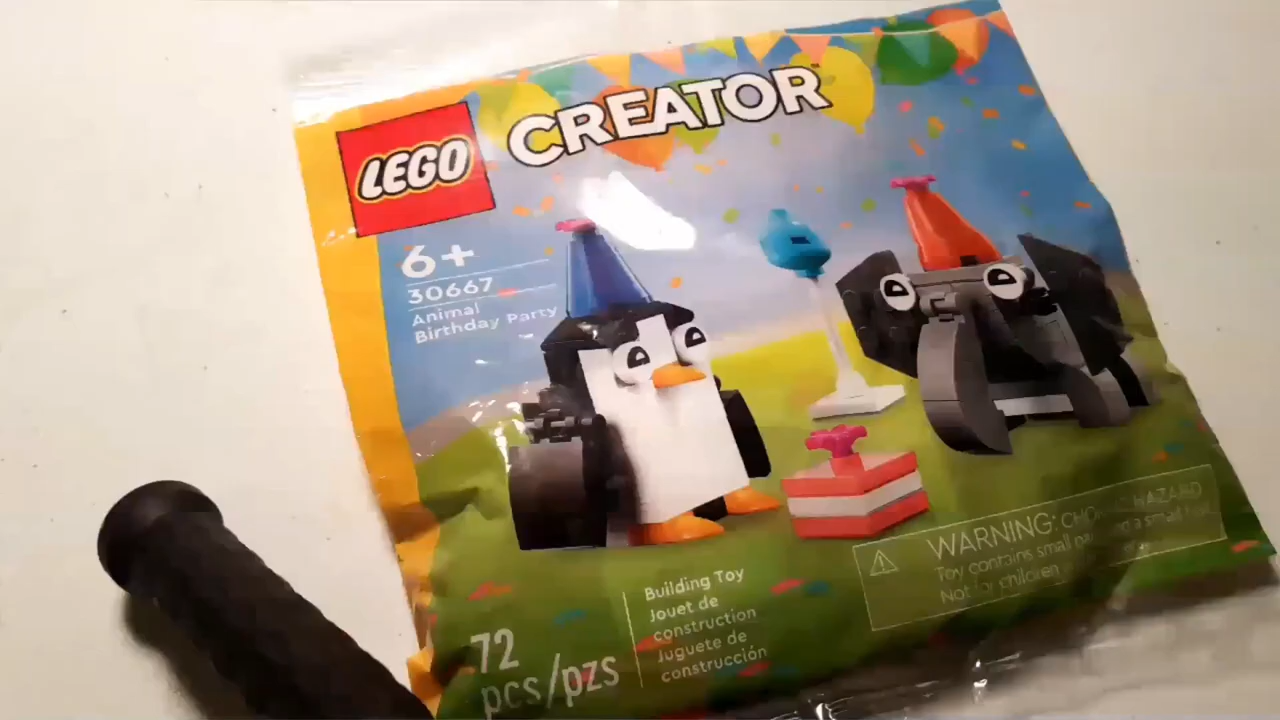 LEGO
CREATOR
6+
30667
Animal
Birthday Party
WARNING:
HAZARD
Toy contains small
a small
Not for children
Building Toy
Jouet de
construction
Juguete de
construcción
72
pcs/pzs